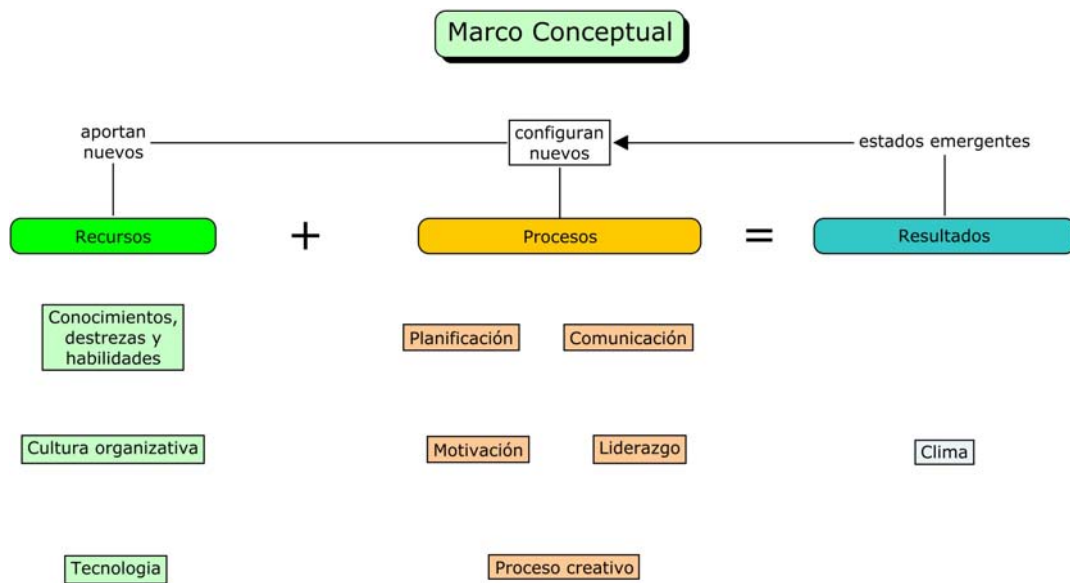 Marco Conceptual
aportan
nuevos
configuran
nuevos
estados emergentes
Recursos
+
Procesos
=
Resultados
Conocimientos,
destrezas y
habilidades
Planificación
Comunicación
Cultura organizativa
Motivación
Liderazgo
Clima
Tecnologia
Proceso creativo